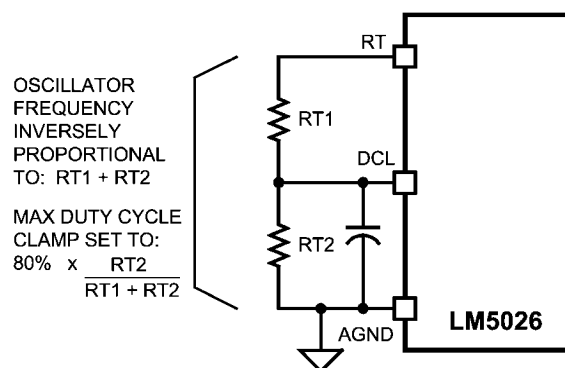 RT
OSCILLATOR
FREQUENCY
INVERSELY
PROPORTIONAL
TO: RT1 + RT2
RT1
DCL
MAX DUTY CYCLE
CLAMP SET TO:
80% x RT2
RT1 + RT2
RT2
AGND
LM5026